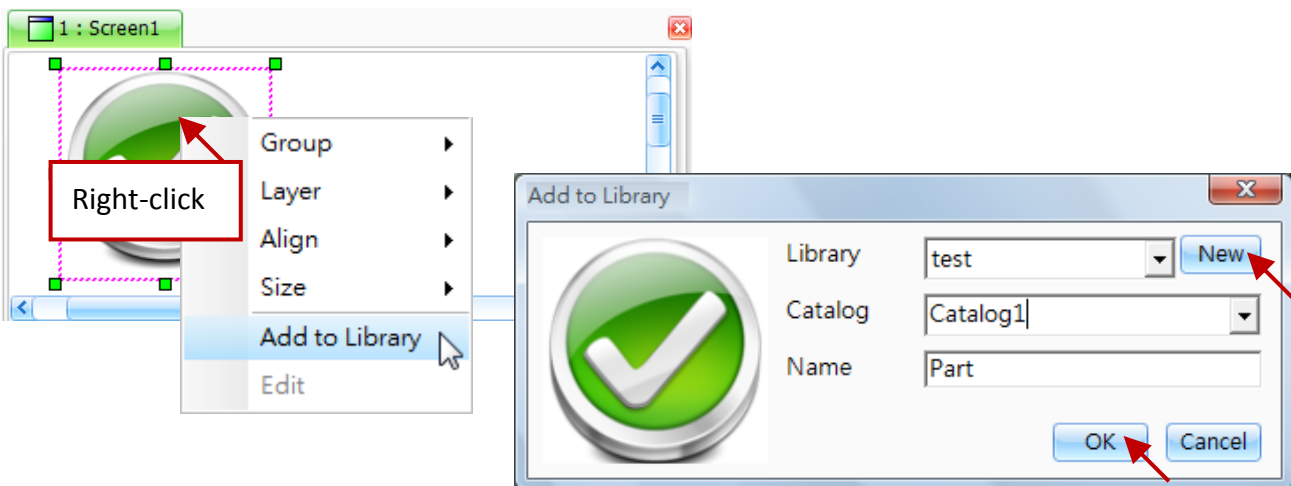 1 : Screen1
Right-click
Group
Layer
Align
Size
Add to Library
Edit
Add to Library
Library test New
Catalog Catalog1
Name Part
OK Cancel